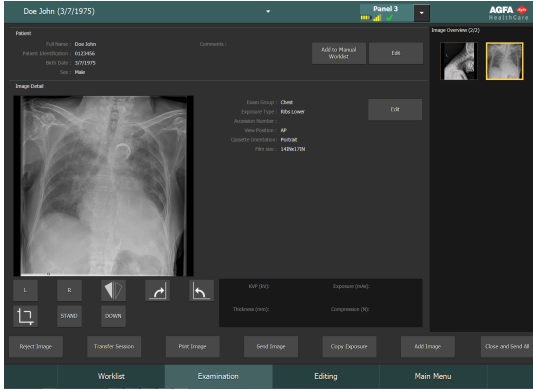 Doe John (3/7/1975)
Panel 3
AGFA
HealthCare
Patient
Full Name : Doe John
Patient Identification : 0123456
Birth Date : 3/7/1975
Sex : Male
Comments :
Add to Manual
Worklist
Edit
Image Overview (2/2)
Image Detail
Exam Group : Chest
Exposure Type : Ribs Lower
Accession Number :
View Position : AP
Cassette Orientation : Portrait
Film size : 14INx17IN
Edit
L
R
STAND
DOWN
KVP (kV):
Exposure (mAs):
Thickness (mm):
Compression (N):
Reject Image
Transfer Session
Print Image
Send Image
Copy Exposure
Add Image
Close and Send All
Worklist
Examination
Editing
Main Menu